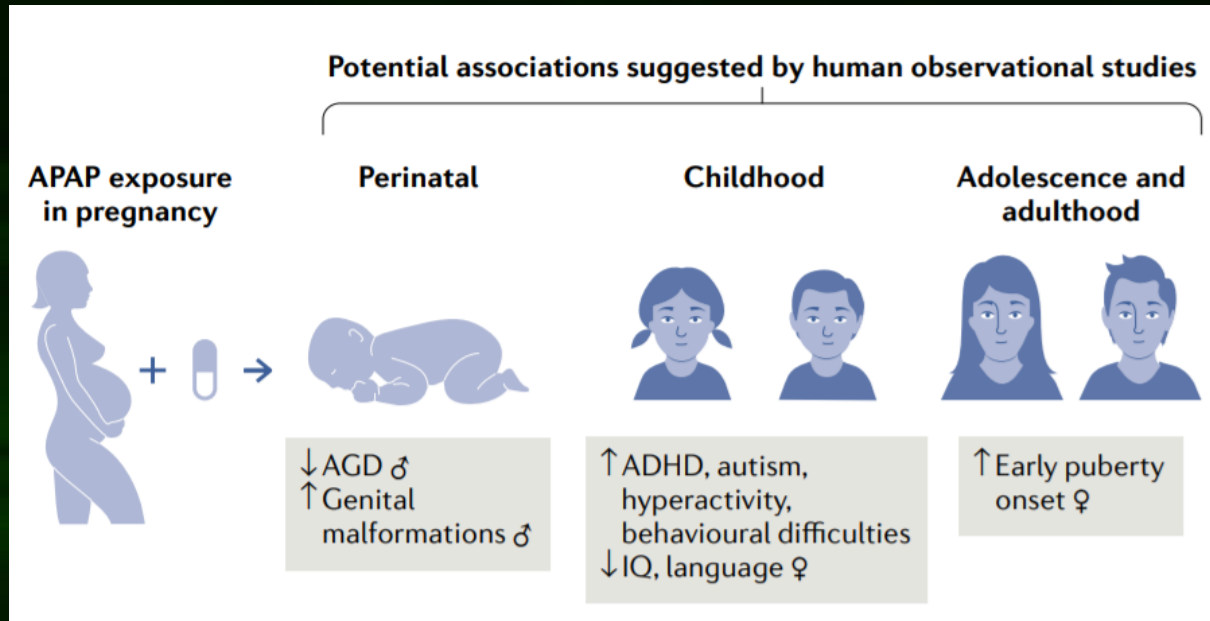 Potential associations suggested by human observational studies
APAP exposure
in pregnancy
Perinatal
Childhood
Adolescence and
adulthood
↓AGD ♂
↑Genital
malformations ♂
↑ADHD, autism,
hyperactivity,
behavioural difficulties
↓IQ, language ♀
↑Early puberty
onset ♀